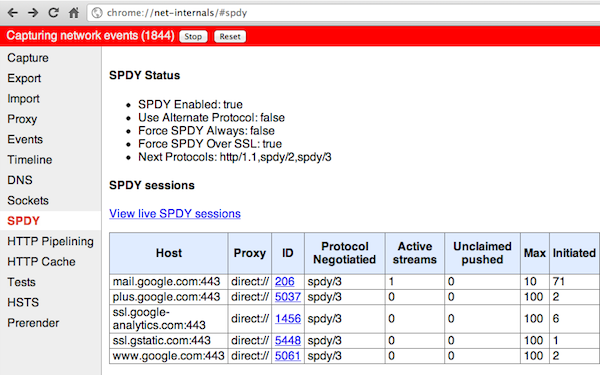 chrome://net-internals/#spdy
Capturing network events (1844) Stop Reset
Capture
Export
Import
Proxy
Events
Timeline
DNS
Sockets
SPDY
HTTP Pipelining
HTTP Cache
Tests
HSTS
Prerender
SPDY Status
• SPDY Enabled: true
• Use Alternate Protocol: false
• Force SPDY Always: false
• Force SPDY Over SSL: true
• Next Protocols: http/1.1,spdy/2,spdy/3
SPDY sessions
View live SPDY sessions
Host Proxy ID Protocol Negotiatied Active streams Unclaimed pushed Max Initiated
mail.google.com:443 direct:// 206 spdy/3 1 0 10 71
plus.google.com:443 direct:// 5037 spdy/3 0 0 100 2
ssl.google-analytics.com:443 direct:// 1456 spdy/3 0 0 100 6
ssl.gstatic.com:443 direct:// 5448 spdy/3 0 0 100 1
www.google.com:443 direct:// 5061 spdy/3 0 0 100 2